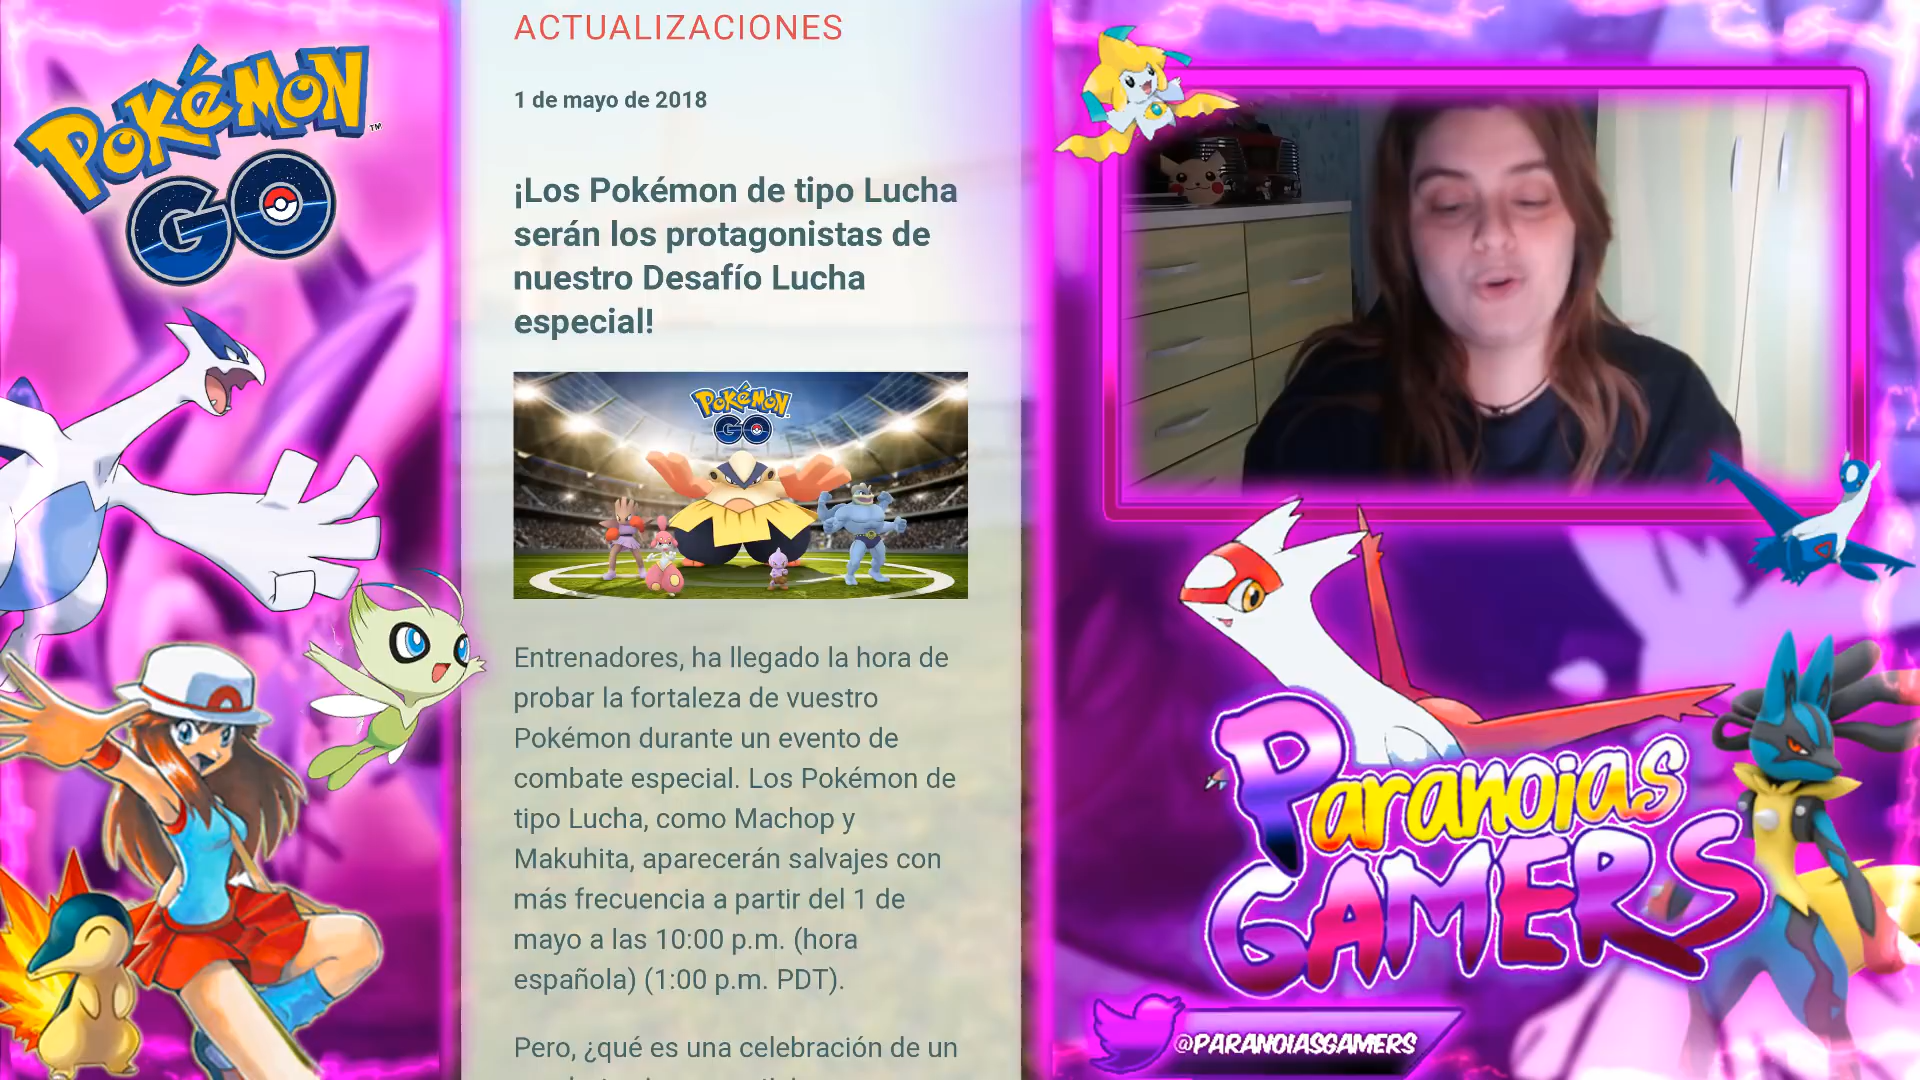 POKéMON
GO
TM
ACTUALIZACIONES
1 de mayo de 2018
¡Los Pokémon de tipo Lucha
serán los protagonistas de
nuestro Desafío Lucha
especial!
POKéMON
GO
Entrenadores, ha llegado la hora de
probar la fortaleza de vuestro
Pokémon durante un evento de
combate especial. Los Pokémon de
tipo Lucha, como Machop y
Makuhita, aparecerán salvajes con
más frecuencia a partir del 1 de
mayo a las 10:00 p.m. (hora
española) (1:00 p.m. PDT).
Pero, ¿qué es una celebración de un
PARANOIAS
GAMERS
@PARANOIASGAMERS